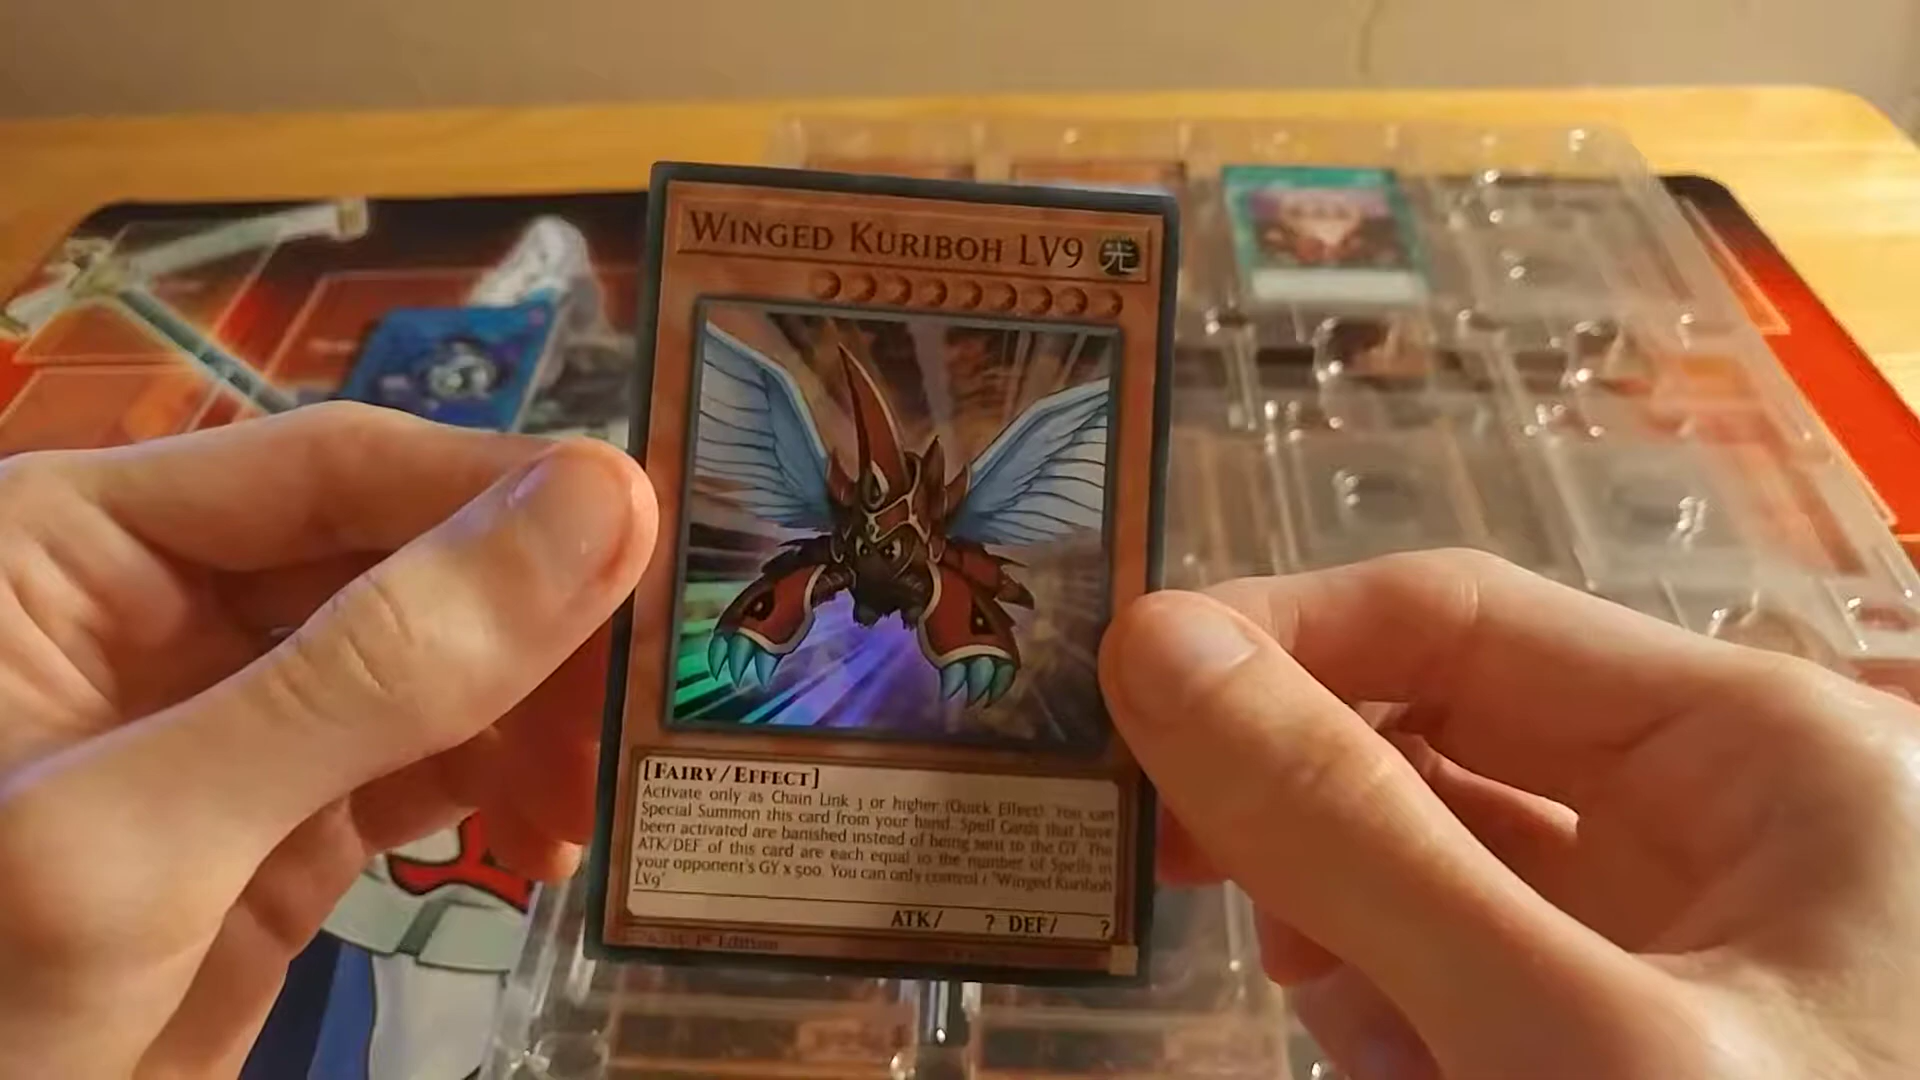 WINGED KURIBOH LV9
光
[FAIRY/EFFECT]
Activate only as Chain Link 3 or higher (Quick Effect): You can
Special Summon this card from your hand. Spell Cards that have
been activated are banished instead of being sent to the GY. The
ATK/DEF of this card are each equal to the number of Spells in
your opponent's GY x 500. You can only control 1 "Winged Kuriboh
LV9"
ATK/ ? DEF/ ?
1st Edition